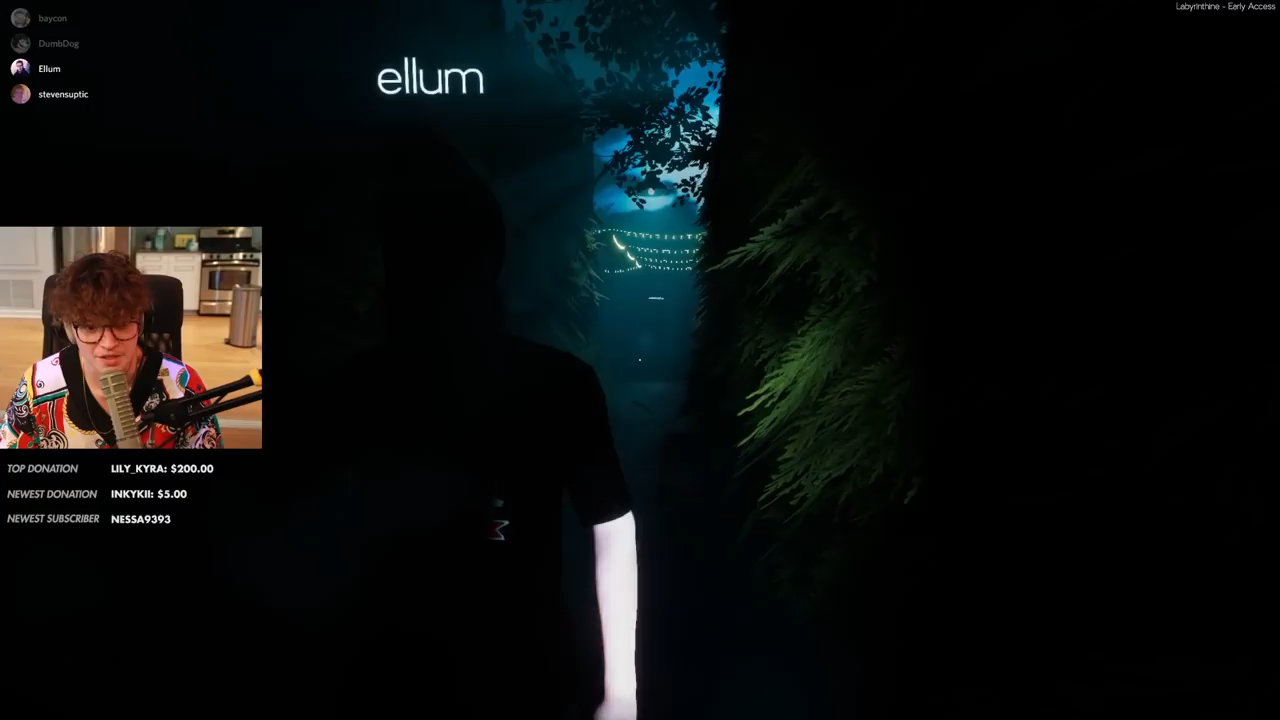 baycon
DumbDog
Ellum
stevensuptic
ellum
Labyrinthine - Early Access
TOP DONATION LILY_KYRA: $200.00
NEWEST DONATION INKYKII: $5.00
NEWEST SUBSCRIBER NESSA9393